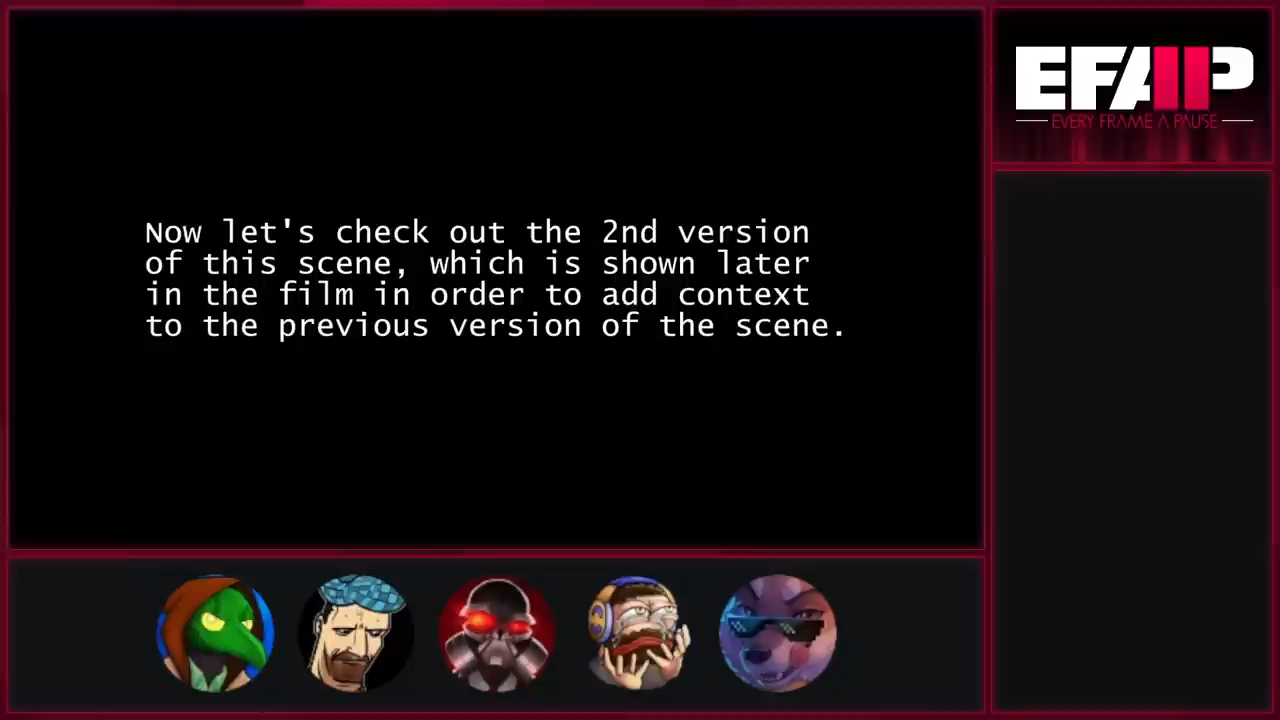 EFAP
EVERY FRAME A PAUSE
Now let's check out the 2nd version
of this scene, which is shown later
in the film in order to add context
to the previous version of the scene.